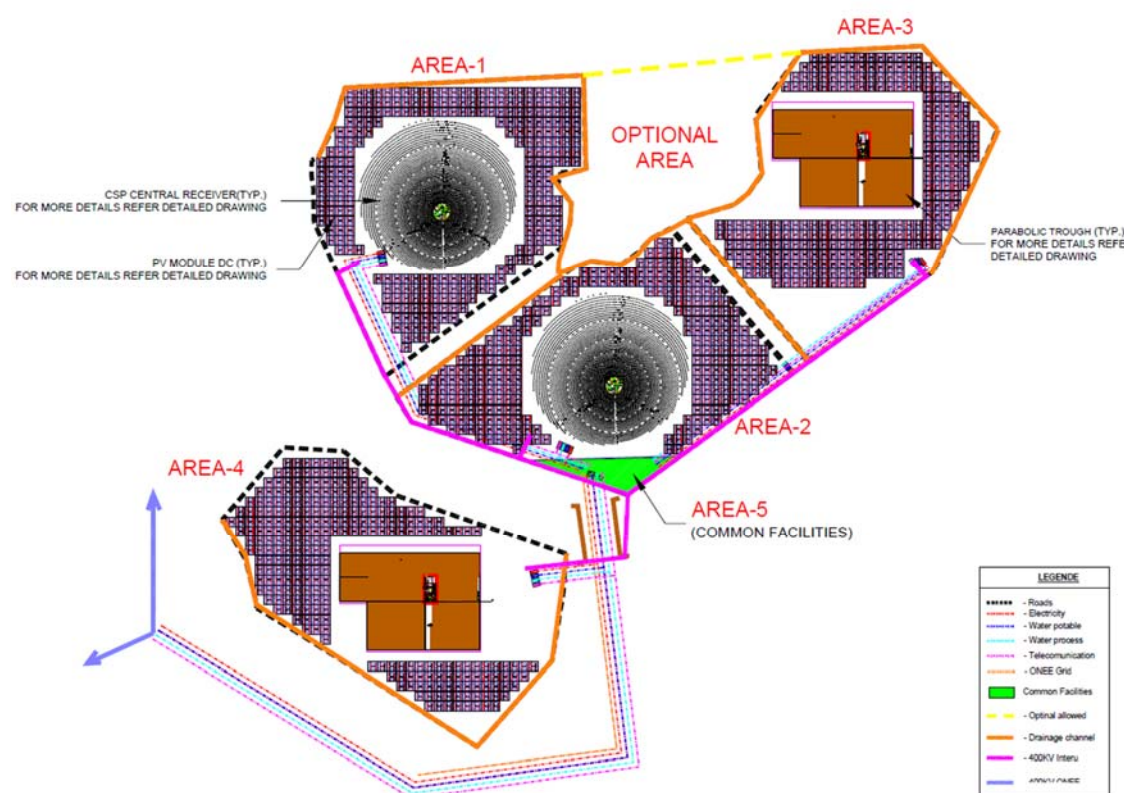 AREA-1
AREA-3
OPTIONAL
AREA
CSP CENTRAL RECEIVER(TYP.)
FOR MORE DETAILS REFER DETAILED DRAWING
PV MODULE DC (TYP.)
FOR MORE DETAILS REFER DETAILED DRAWING
PARABOLIC TROUGH (TYP.)
FOR MORE DETAILS REFE
DETAILED DRAWING
AREA-2
AREA-4
AREA-5
(COMMON FACILITIES)
LEGENDE
- Roads
- Electricity
- Water potable
- Water process
- Telecomunication
- ONEE Grid
Common Facilities
- Optinal allowed
- Drainage channel
- 400KV Interu
- 400KV ONEE